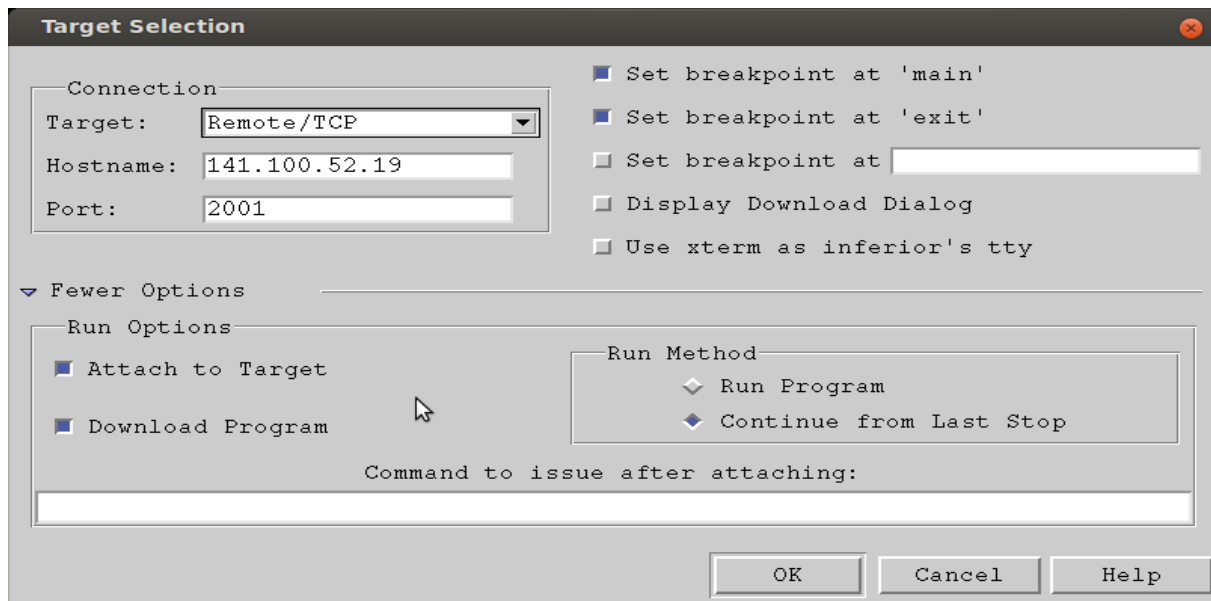 Target Selection
Connection
Target: Remote/TCP
Hostname: 141.100.52.19
Port: 2001
Set breakpoint at 'main'
Set breakpoint at 'exit'
Set breakpoint at
Display Download Dialog
Use xterm as inferior's tty
Fewer Options
Run Options
Attach to Target
Download Program
Run Method
Run Program
Continue from Last Stop
Command to issue after attaching:
OK Cancel Help